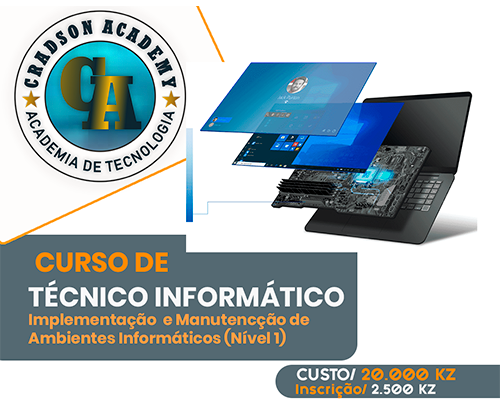 CRADSON ACADEMY
CA
ACADEMIA DE TECNOLOGIA
CURSO DE
TÉCNICO INFORMÁTICO
Implementação e Manutencção de
Ambientes Informáticos (Nível 1)
CUSTO/ 20.000 KZ
Inscrição/ 2.500 KZ